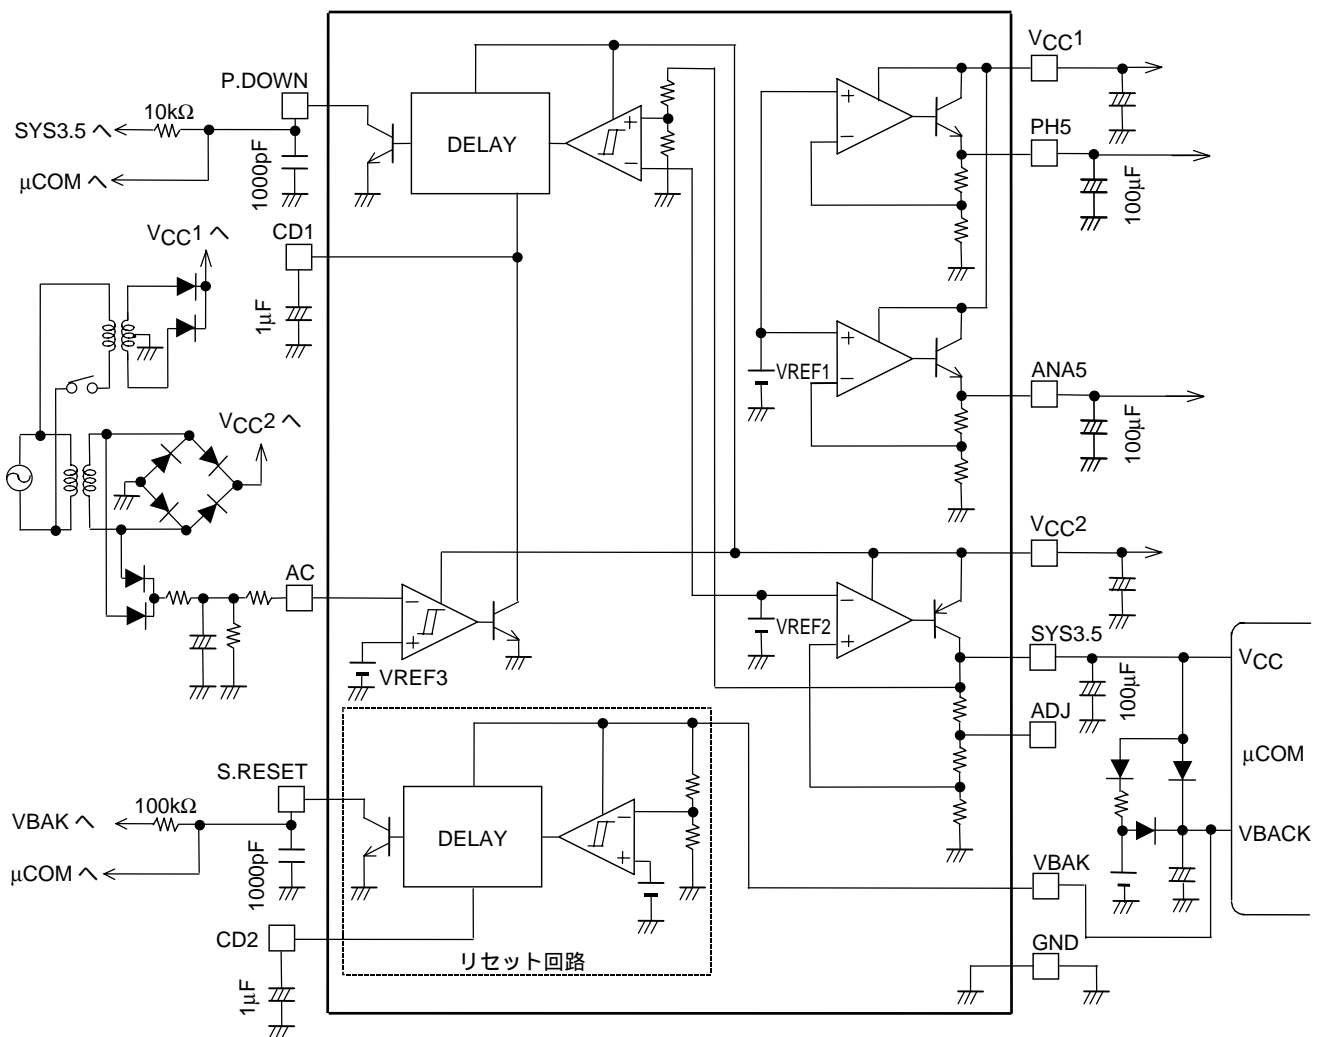 VCC1
P.DOWN
10kΩ
SYS3.5 へ
μCOM へ
1000pF
DELAY
+
−
+
−
PH5
100μF
CD1
1μF
VCC1 へ
+
−
VREF1
ANA5
100μF
VCC2 へ
VCC2
AC
−
+
VREF3
−
+
VREF2
SYS3.5
100μF
VCC
ADJ
μCOM
VBACK
S.RESET
100kΩ
VBAK へ
μCOM へ
1000pF
DELAY
−
+
VBAK
CD2
1μF
リセット回路
GND